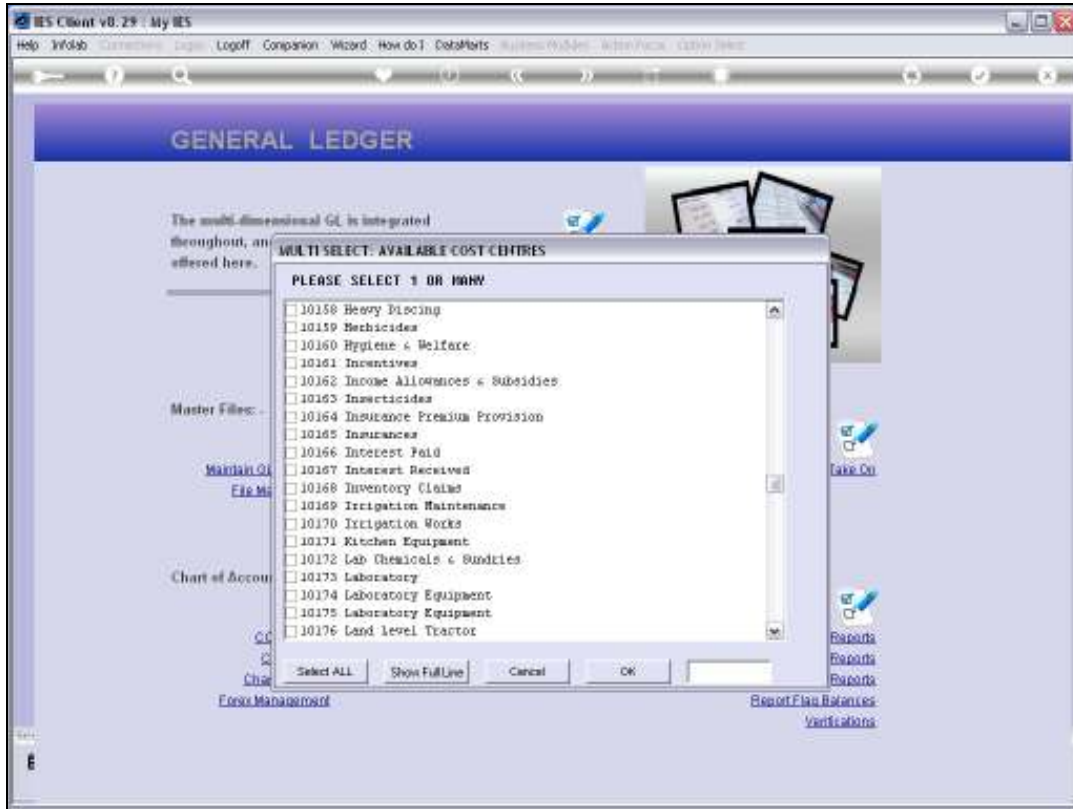 IES Client v8.29 : My IES
Help Infolab Logoff Companion Wizard How do I DataMarts
GENERAL LEDGER
The multi-dimensional GL is integrated
throughout, an
offered here.
MULTI SELECT: AVAILABLE COST CENTRES
PLEASE SELECT 1 OR MANY
10158 Heavy Discing
10159 Herbicides
10160 Hygiene & Welfare
10161 Incentives
10162 Income Allowances & Subsidies
10163 Insecticides
10164 Insurance Premium Provision
10165 Insurances
10166 Interest Paid
10167 Interest Received
10168 Inventory Claims
10169 Irrigation Maintenance
10170 Irrigation Works
10171 Kitchen Equipment
10172 Lab Chemicals & Sundries
10173 Laboratory
10174 Laboratory Equipment
10175 Laboratory Equipment
10176 Land Level Tractor
Select ALL Show Full Line Cancel OK
Master Files:
Maintain Take On
File
Chart of Accou
Reports
Reports
Reports
Forex Management Report Flag Balances
Verifications